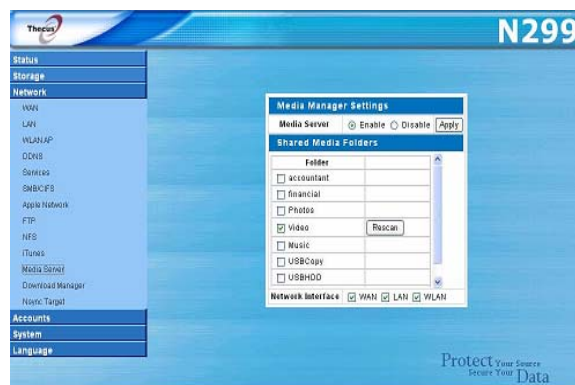 Thecus
N299
Status
Storage
Network
WAN
LAN
WLAN AP
DDNS
Services
SMB/CIFS
Apple Network
FTP
NFS
iTunes
Media Server
Download Manager
Nsync Target
Accounts
System
Language
Media Manager Settings
Media Server Enable Disable Apply
Shared Media Folders
Folder
accountant
financial
Photos
Video Rescan
Music
USBCopy
USBHDD
Network Interface WAN LAN WLAN
Protect Your Source
Secure Your Data